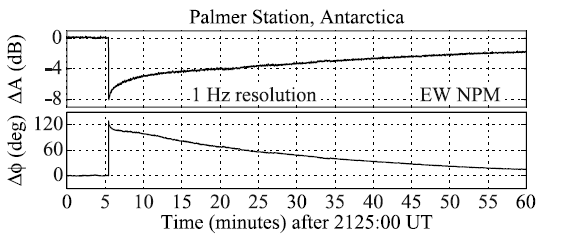 Palmer Station, Antarctica
ΔA (dB)
0
−4
−8
1 Hz resolution
EW NPM
Δϕ (deg)
120
60
0
0 5 10 15 20 25 30 35 40 45 50 55 60
Time (minutes) after 2125:00 UT